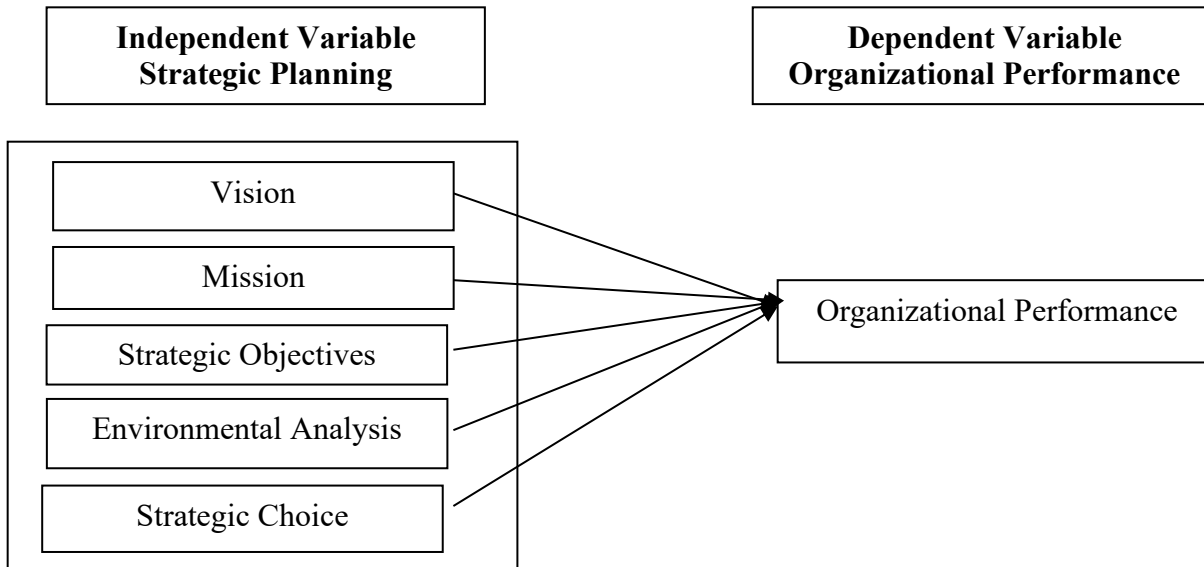 Independent Variable
Strategic Planning
Dependent Variable
Organizational Performance
Vision
Mission
Strategic Objectives
Environmental Analysis
Strategic Choice
Organizational Performance